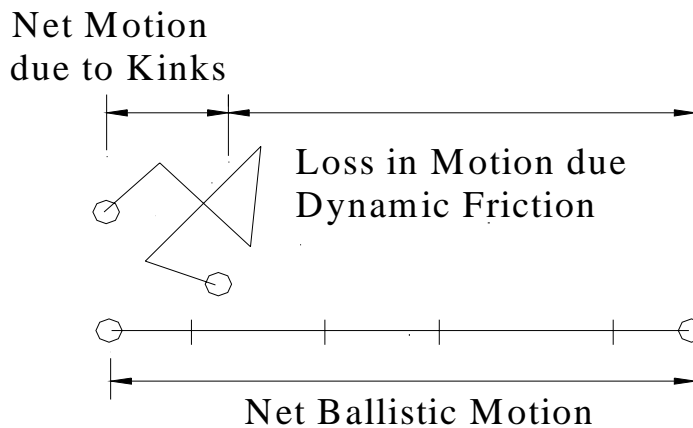 Net Motion
due to Kinks
Loss in Motion due
Dynamic Friction
Net Ballistic Motion